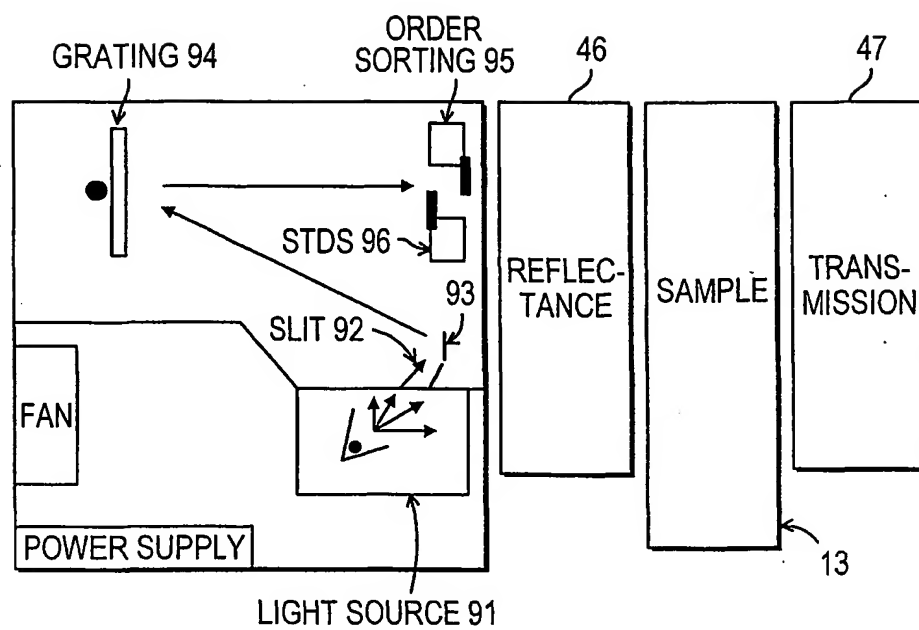 GRATING 94
ORDER
SORTING 95
46
47
STDS 96
93
SLIT 92
REFLEC-
TANCE
SAMPLE
TRANS-
MISSION
FAN
POWER SUPPLY
13
LIGHT SOURCE 91